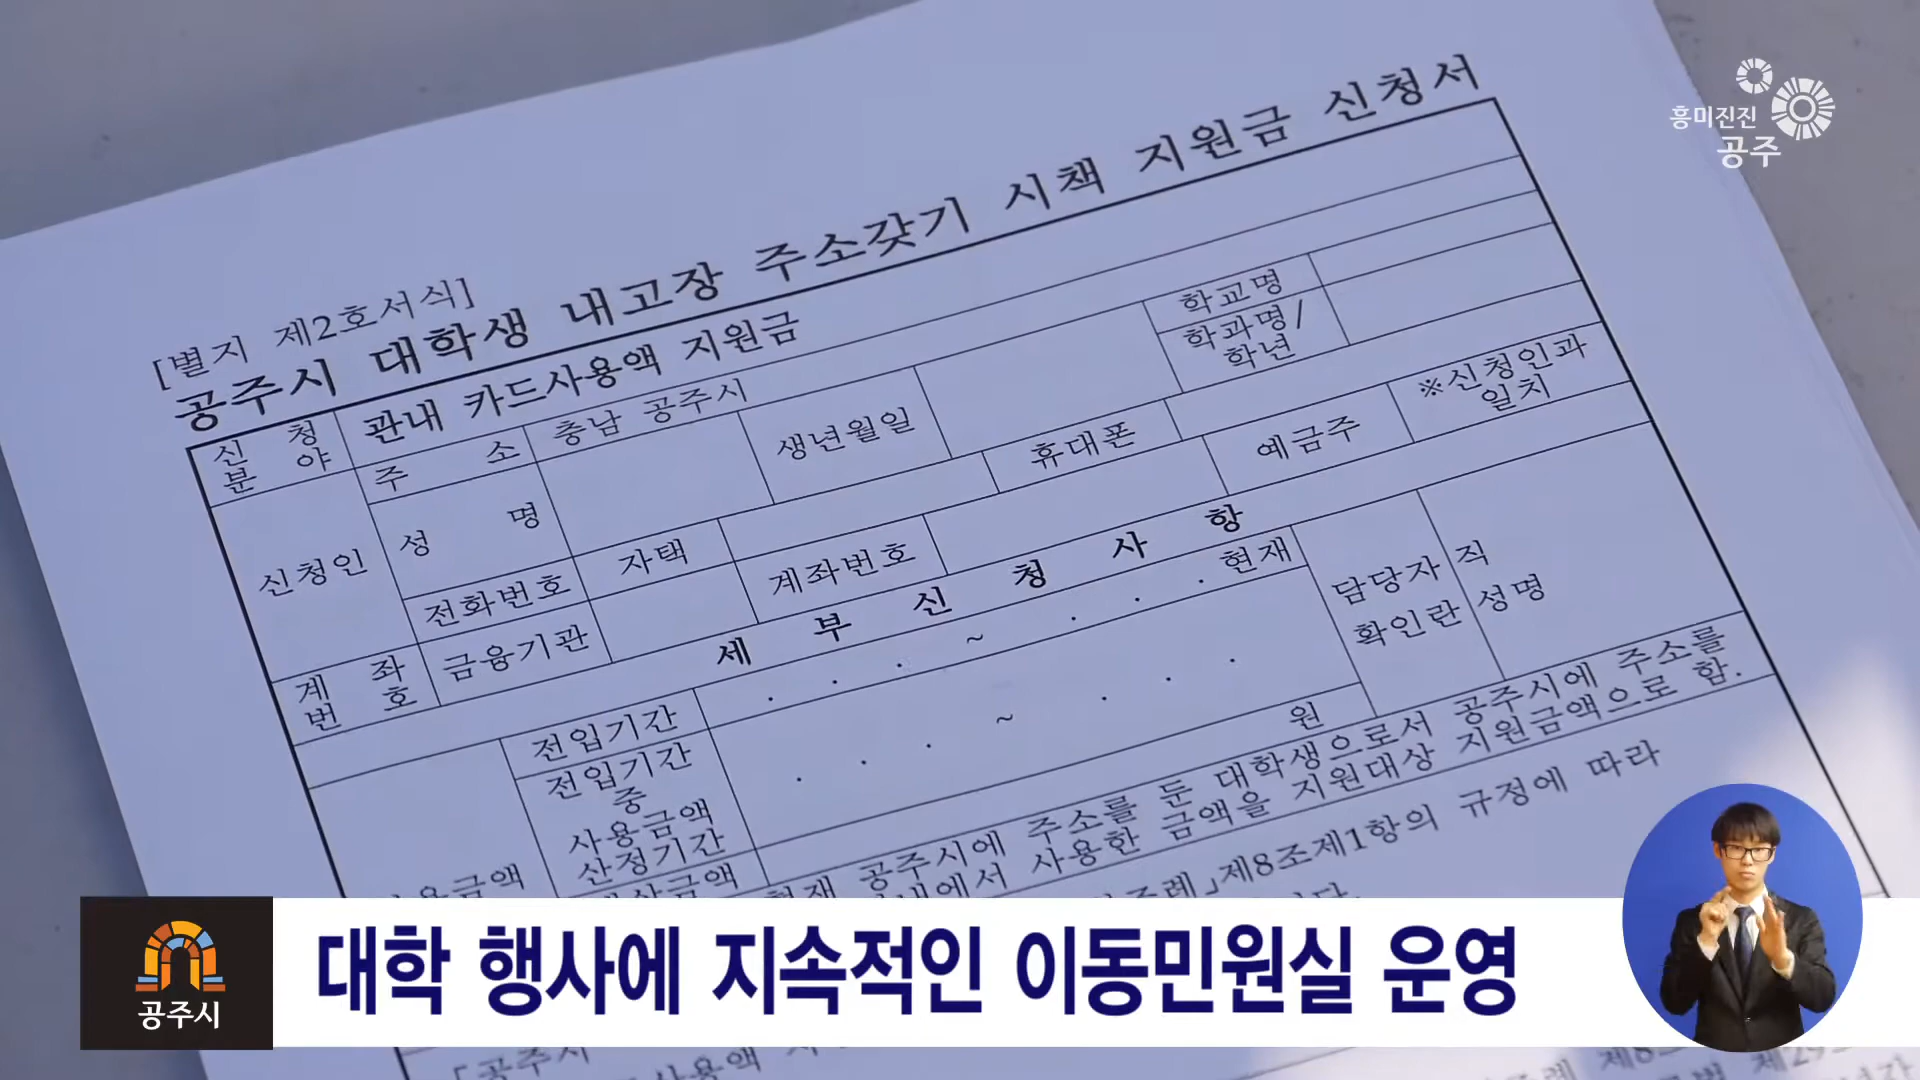 흥미진진
공주
[별지 제2호서식]
공주시 대학생 내고장 주소갖기 시책 지원금 신청서
신 청
분 야
관내 카드사용액 지원금
신청인
주 소
충남 공주시
성 명
생년월일
학교명
학과명/
학년
전화번호
자택
휴대폰
계 좌
번 호
금융기관
계좌번호
예금주
※신청인과
일치
세 부 신 청 사 항
전입기간
. . . ~ . . . 현재
담당자
확인란
직
성명
전입기간
중
사용금액
산정기간
. . . ~ . . .
원
현재 공주시에 주소를 둔 대학생으로서 공주시에 주소를
사용한 금액을 지원대상 지원금액으로 함.
제8조제1항의 규정에 따라
대학 행사에 지속적인 이동민원실 운영
공주시